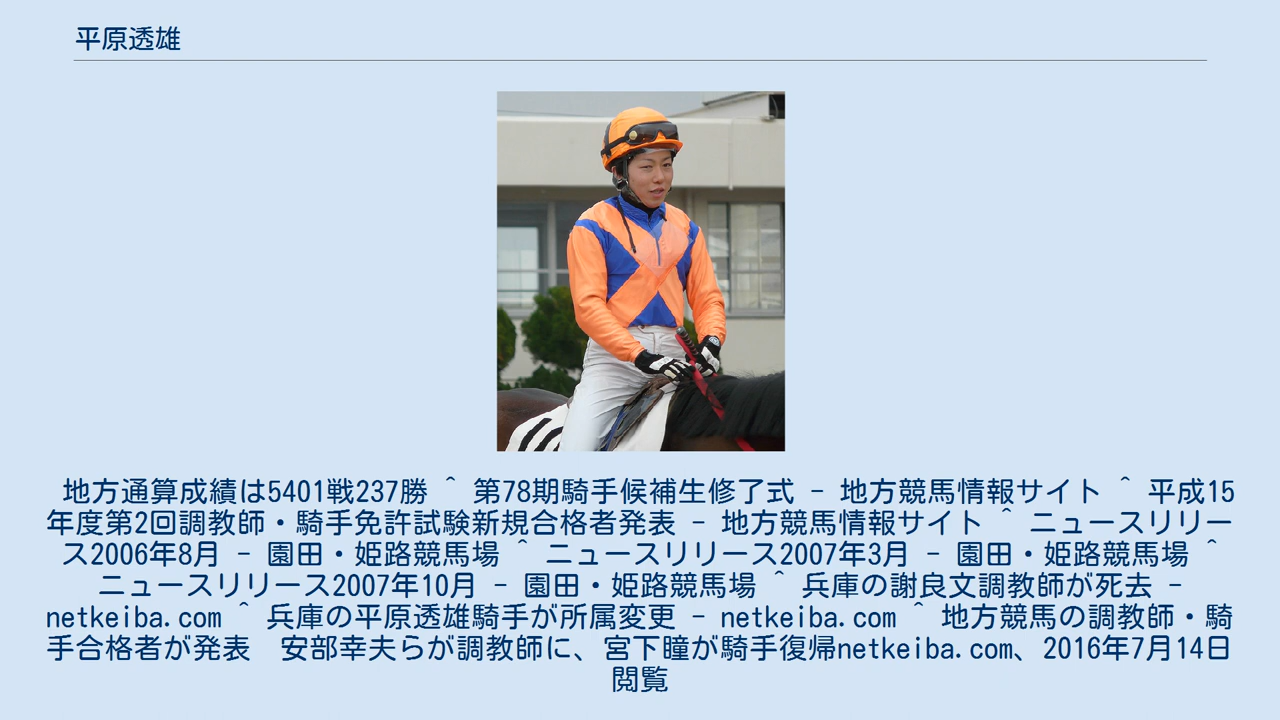 平原透雄
地方通算成績は5401戦237勝 ^ 第78期騎手候補生修了式 - 地方競馬情報サイト ^ 平成15
年度第2回調教師・騎手免許試験新規合格者発表 - 地方競馬情報サイト ^ ニュースリリー
ス2006年8月 - 園田・姫路競馬場 ^ ニュースリリース2007年3月 - 園田・姫路競馬場 ^
ニュースリリース2007年10月 - 園田・姫路競馬場 ^ 兵庫の謝良文調教師が死去 -
netkeiba.com ^ 兵庫の平原透雄騎手が所属変更 - netkeiba.com ^ 地方競馬の調教師・騎
手合格者が発表　安部幸夫らが調教師に、宮下瞳が騎手復帰netkeiba.com、2016年7月14日
閲覧